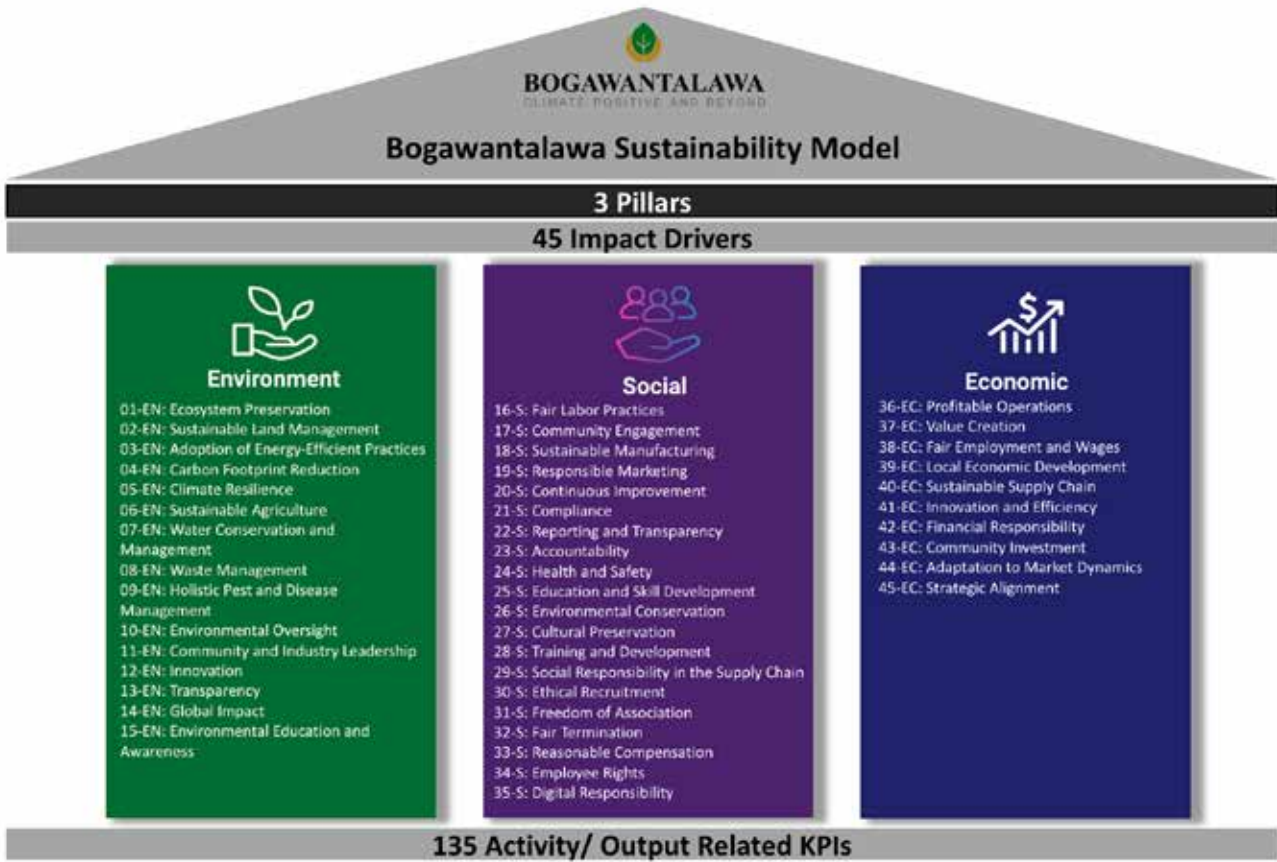 BOGAWANTALAWA
CLIMATE POSITIVE AND BEYOND
Bogawantalawa Sustainability Model
3 Pillars
45 Impact Drivers
Environment
01-EN: Ecosystem Preservation
02-EN: Sustainable Land Management
03-EN: Adoption of Energy-Efficient Practices
04-EN: Carbon Footprint Reduction
05-EN: Climate Resilience
06-EN: Sustainable Agriculture
07-EN: Water Conservation and
Management
08-EN: Waste Management
09-EN: Holistic Pest and Disease
Management
10-EN: Environmental Oversight
11-EN: Community and Industry Leadership
12-EN: Innovation
13-EN: Transparency
14-EN: Global Impact
15-EN: Environmental Education and
Awareness
Social
16-S: Fair Labor Practices
17-S: Community Engagement
18-S: Sustainable Manufacturing
19-S: Responsible Marketing
20-S: Continuous Improvement
21-S: Compliance
22-S: Reporting and Transparency
23-S: Accountability
24-S: Health and Safety
25-S: Education and Skill Development
26-S: Environmental Conservation
27-S: Cultural Preservation
28-S: Training and Development
29-S: Social Responsibility in the Supply Chain
30-S: Ethical Recruitment
31-S: Freedom of Association
32-S: Fair Termination
33-S: Reasonable Compensation
34-S: Employee Rights
35-S: Digital Responsibility
$
Economic
36-EC: Profitable Operations
37-EC: Value Creation
38-EC: Fair Employment and Wages
39-EC: Local Economic Development
40-EC: Sustainable Supply Chain
41-EC: Innovation and Efficiency
42-EC: Financial Responsibility
43-EC: Community Investment
44-EC: Adaptation to Market Dynamics
45-EC: Strategic Alignment
135 Activity/ Output Related KPIs